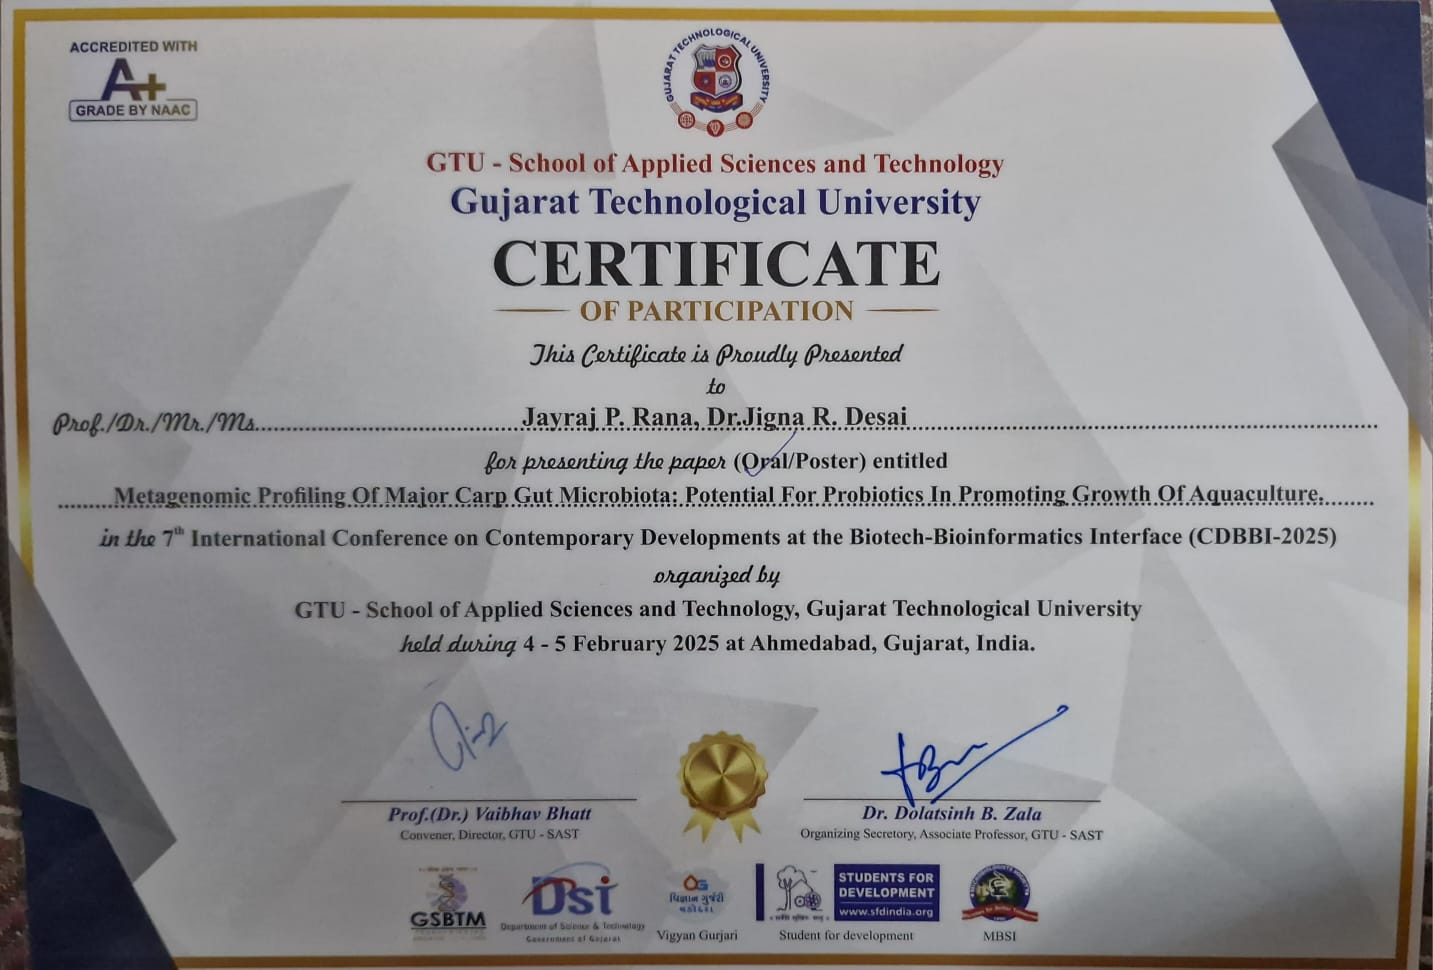 ACCREDITED WITH
A+
GRADE BY NAAC
GUJARAT TECHNOLOGICAL UNIVERSITY
GTU - School of Applied Sciences and Technology
Gujarat Technological University
CERTIFICATE
OF PARTICIPATION
This Certificate is Proudly Presented
to
Prof./Dr./Mr./Ms. Jayraj P. Rana, Dr.Jigna R. Desai
for presenting the paper (Oral/Poster) entitled
Metagenomic Profiling Of Major Carp Gut Microbiota: Potential For Probiotics In Promoting Growth Of Aquaculture.
in the 7th International Conference on Contemporary Developments at the Biotech-Bioinformatics Interface (CDBBI-2025)
organized by
GTU - School of Applied Sciences and Technology, Gujarat Technological University
held during 4 - 5 February 2025 at Ahmedabad, Gujarat, India.
Prof.(Dr.) Vaibhav Bhatt
Convener, Director, GTU - SAST
Dr. Dolatsinh B. Zala
Organizing Secretary, Associate Professor, GTU - SAST
GSBTM
DST
Department of Science & Technology
Government of Gujarat
વિજ્ઞાન ગુર્જરી
Vigyan Gurjari
STUDENTS FOR
DEVELOPMENT
www.sfdindia.org
Student for development
MBSI